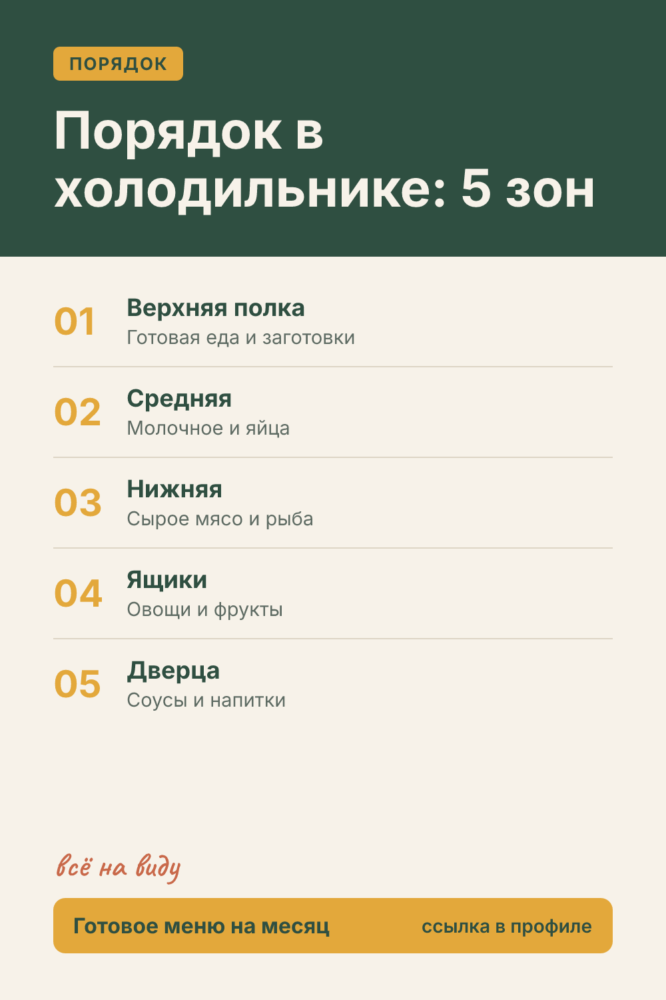 ПОРЯДОК
Порядок в
холодильнике: 5 зон
01
Верхняя полка
Готовая еда и заготовки
02
Средняя
Молочное и яйца
03
Нижняя
Сырое мясо и рыба
04
Ящики
Овощи и фрукты
05
Дверца
Соусы и напитки
всё на виду
Готовое меню на месяц ссылка в профиле